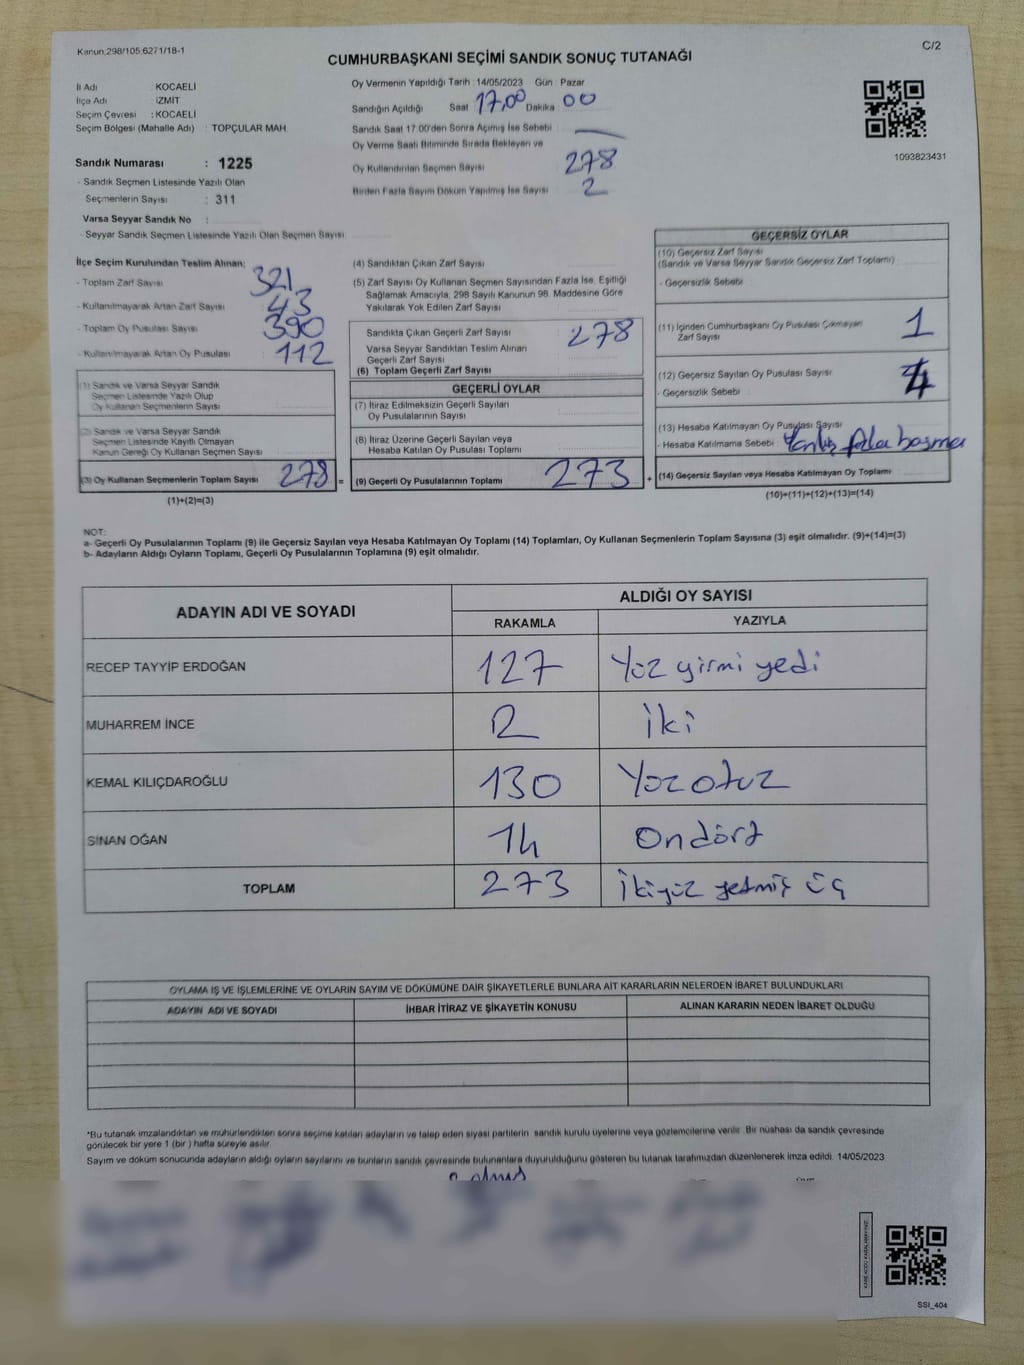 Kanun.298/105.6271/18-1
C/2
CUMHURBAŞKANI SEÇİMİ SANDIK SONUÇ TUTANAĞI
İl Adı KOCAELİ
İlçe Adı : İZMİT
Seçim Çevresi : KOCAELİ
Seçim Bölgesi (Mahalle Adı) : TOPÇULAR MAH.
Sandık Numarası : 1225
- Sandık Seçmen Listesinde Yazılı Olan
Seçmenlerin Sayısı : 311
Varsa Seyyar Sandık No :
- Seyyar Sandık Seçmen Listesinde Yazılı Olan Seçmen Sayısı:
Oy Vermenin Yapıldığı Tarih : 14/05/2023 Gün : Pazar
Sandığın Açıldığı Saat 17,00 Dakika 00
Sandık Saat 17:00'den Sonra Açılmış İse Sebebi
Oy Verme Saati Bitiminde Sırada Bekleyen ve
Oy Kullandırılan Seçmen Sayısı 278
Birden Fazla Sayım Döküm Yapılmış İse Sayısı 2
1093823431
İlçe Seçim Kurulundan Teslim Alınan:
- Toplam Zarf Sayısı 321
- Kullanılmayarak Artan Zarf Sayısı 43
- Toplam Oy Pusulası Sayısı 390
- Kullanılmayarak Artan Oy Pusulası 112
(1) Sandık ve Varsa Seyyar Sandık
Seçmen Listesinde Yazılı Olup
Oy Kullanan Seçmenlerin Sayısı
(2) Sandık ve Varsa Seyyar Sandık
Seçmen Listesinde Kayıtlı Olmayan
Kanun Gereği Oy Kullanan Seçmen Sayısı
(3) Oy Kullanan Seçmenlerin Toplam Sayısı 278
(1)+(2)=(3)
(4) Sandıktan Çıkan Zarf Sayısı
(5) Zarf Sayısı Oy Kullanan Seçmen Sayısından Fazla İse, Eşitliği
Sağlamak Amacıyla, 298 Sayılı Kanunun 98. Maddesine Göre
Yakılarak Yok Edilen Zarf Sayısı
Sandıkta Çıkan Geçerli Zarf Sayısı 278
Varsa Seyyar Sandıktan Teslim Alınan
Geçerli Zarf Sayısı
(6) Toplam Geçerli Zarf Sayısı
GEÇERLİ OYLAR
(7) İtiraz Edilmeksizin Geçerli Sayılan
Oy Pusulalarının Sayısı
(8) İtiraz Üzerine Geçerli Sayılan veya
Hesaba Katılan Oy Pusulası Toplamı
= (9) Geçerli Oy Pusulalarının Toplamı 273 +
GEÇERSİZ OYLAR
(10) Geçersiz Zarf Sayısı
(Sandık ve Varsa Seyyar Sandık Geçersiz Zarf Toplamı)
- Geçersizlik Sebebi
(11) İçinden Cumhurbaşkanı Oy Pusulası Çıkmayan
Zarf Sayısı 1
(12) Geçersiz Sayılan Oy Pusulası Sayısı 4
- Geçersizlik Sebebi
(13) Hesaba Katılmayan Oy Pusulası Sayısı
- Hesaba Katılmama Sebebi : Yanlış fazla basma
(14) Geçersiz Sayılan veya Hesaba Katılmayan Oy Toplamı
(10)+(11)+(12)+(13)=(14)
NOT:
a- Geçerli Oy Pusulalarının Toplamı (9) ile Geçersiz Sayılan veya Hesaba Katılmayan Oy Toplamı (14) Toplamları, Oy Kullanan Seçmenlerin Toplam Sayısına (3) eşit olmalıdır. (9)+(14)=(3)
b- Adayların Aldığı Oyların Toplamı, Geçerli Oy Pusulalarının Toplamına (9) eşit olmalıdır.
ADAYIN ADI VE SOYADI
ALDIĞI OY SAYISI
RAKAMLA YAZIYLA
RECEP TAYYİP ERDOĞAN 127 Yüz yirmi yedi
MUHARREM İNCE 2 iki
KEMAL KILIÇDAROĞLU 130 Yüz otuz
SİNAN OĞAN 14 On dört
TOPLAM 273 İkiyüz yetmiş üç
OYLAMA İŞ VE İŞLEMLERİNE VE OYLARIN SAYIM VE DÖKÜMÜNE DAİR ŞİKAYETLERLE BUNLARA AİT KARARLARIN NELERDEN İBARET BULUNDUKLARI
ADAYIN ADI VE SOYADI İHBAR İTİRAZ VE ŞİKAYETİN KONUSU ALINAN KARARIN NEDEN İBARET OLDUĞU
*Bu tutanak imzalandıktan ve mühürlendikten sonra seçime katılan adayların ve talep eden siyasi partilerin sandık kurulu üyelerine veya gözlemcilerine verilir. Bir nüshası da sandık çevresinde
görülecek bir yere 1 (bir) hafta süreyle asılır.
Sayım ve döküm sonucunda adayların aldığı oyların sayılarını ve bunların sandık çevresinde bulunanlara duyurulduğunu gösteren bu tutanak tarafımızdan düzenlenerek imza edildi. 14/05/2023
SSI_404